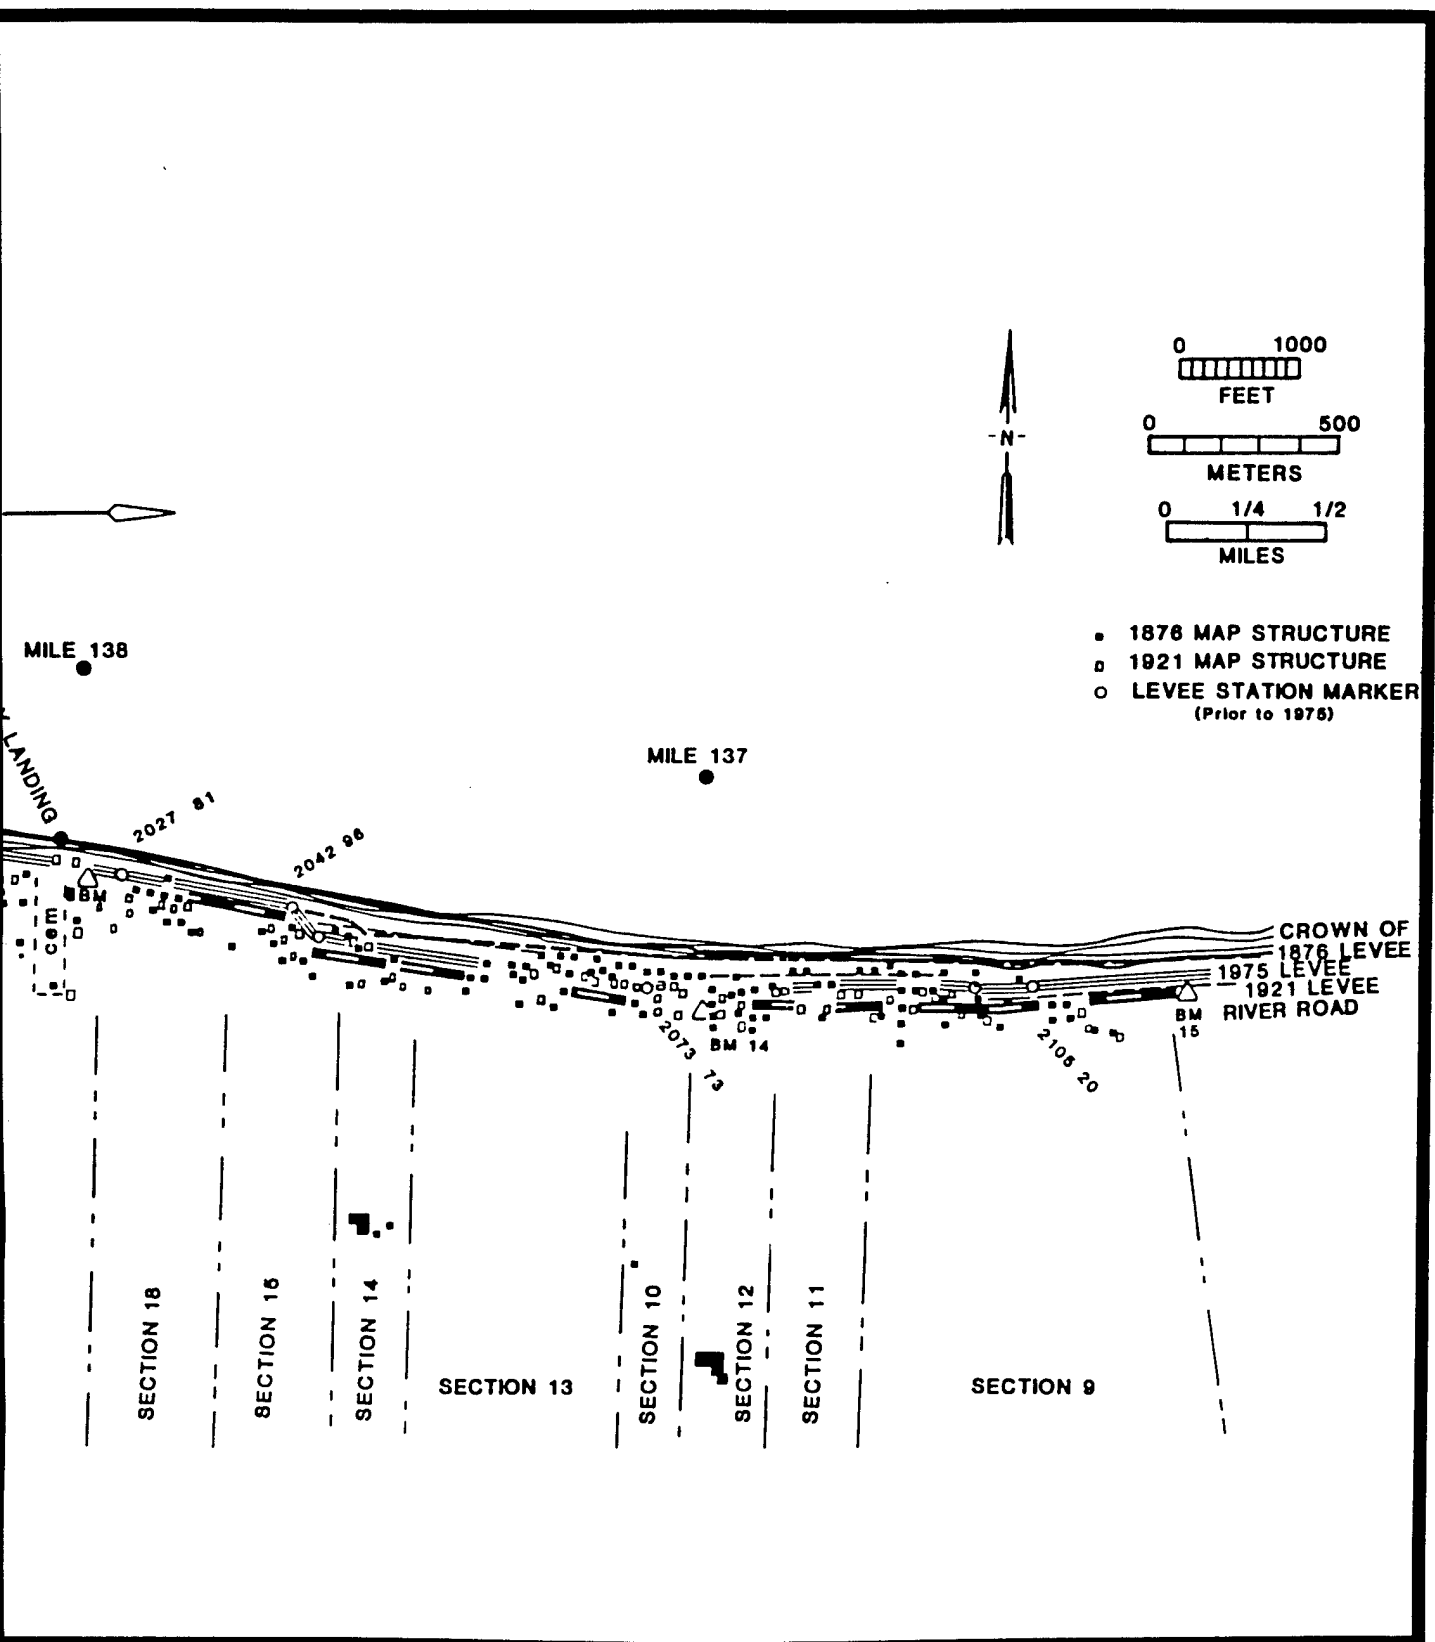 0 1000
FEET
-N-
0 500
METERS
0 1/4 1/2
MILES
1876 MAP STRUCTURE
1921 MAP STRUCTURE
LEVEE STATION MARKER
(Prior to 1975)
MILE 138
LANDING
MILE 137
2027 81
2042 96
BM
cem
CROWN OF
1876 LEVEE
1975 LEVEE
1921 LEVEE
RIVER ROAD
a
BM 14
BM
15
2073 73
2105 20
SECTION 18
SECTION 15
SECTION 14
SECTION 13
SECTION 10
SECTION 12
SECTION 11
SECTION 9